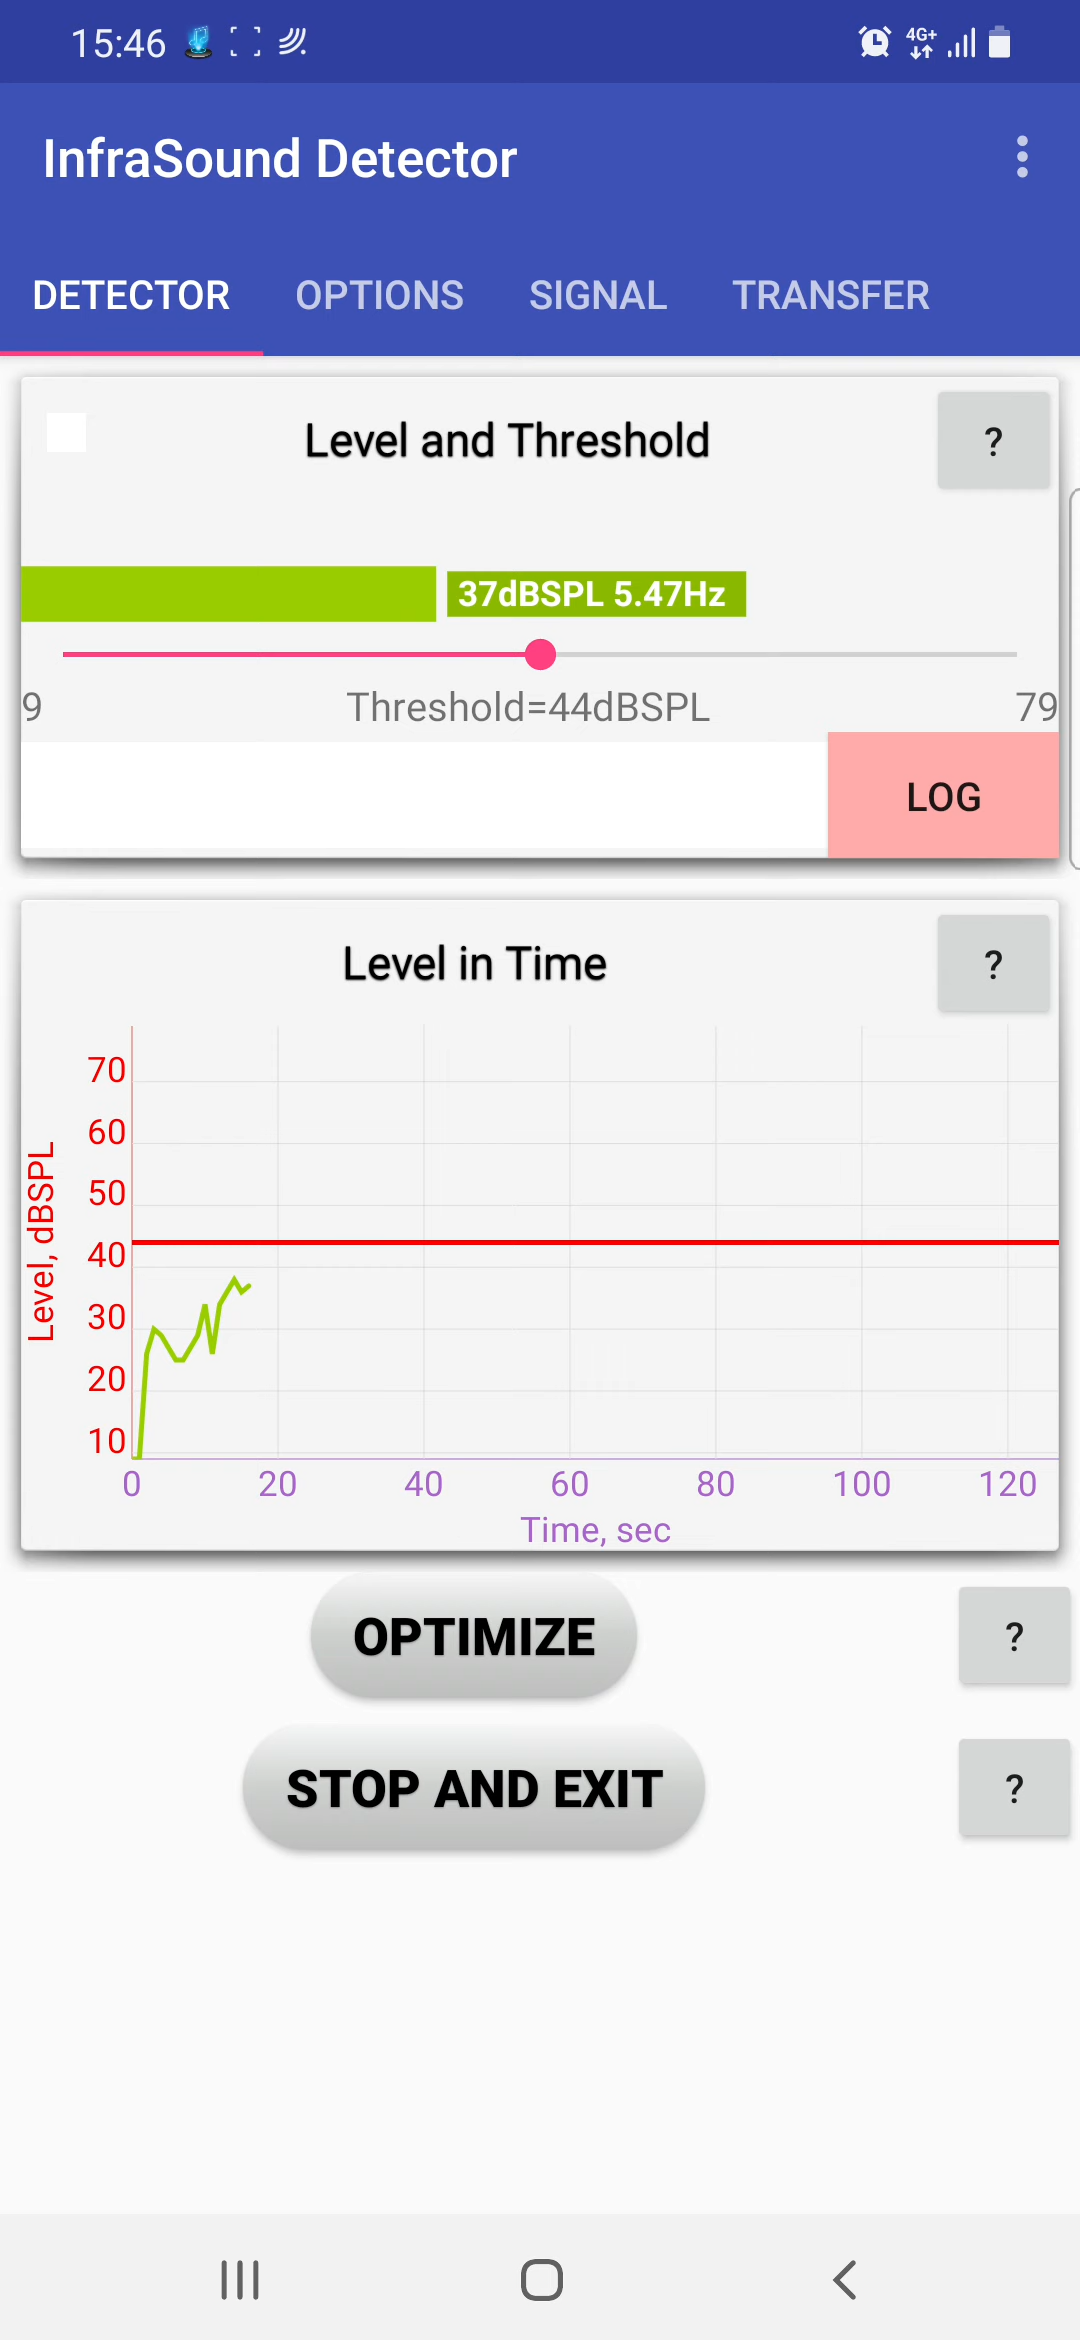 15:46 4G+
InfraSound Detector
DETECTOR OPTIONS SIGNAL TRANSFER
Level and Threshold ?
37dBSPL 5.47Hz
9 Threshold=44dBSPL 79
LOG
Level in Time ?
70
60
50
40
30
20
10
Level, dBSPL
0 20 40 60 80 100 120
Time, sec
OPTIMIZE ?
STOP AND EXIT ?